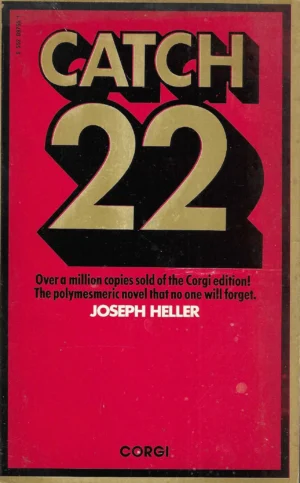 CATCH
22
Over a million copies sold of the Corgi edition!
The polymesmeric novel that no one will forget.
JOSEPH HELLER
CORGI